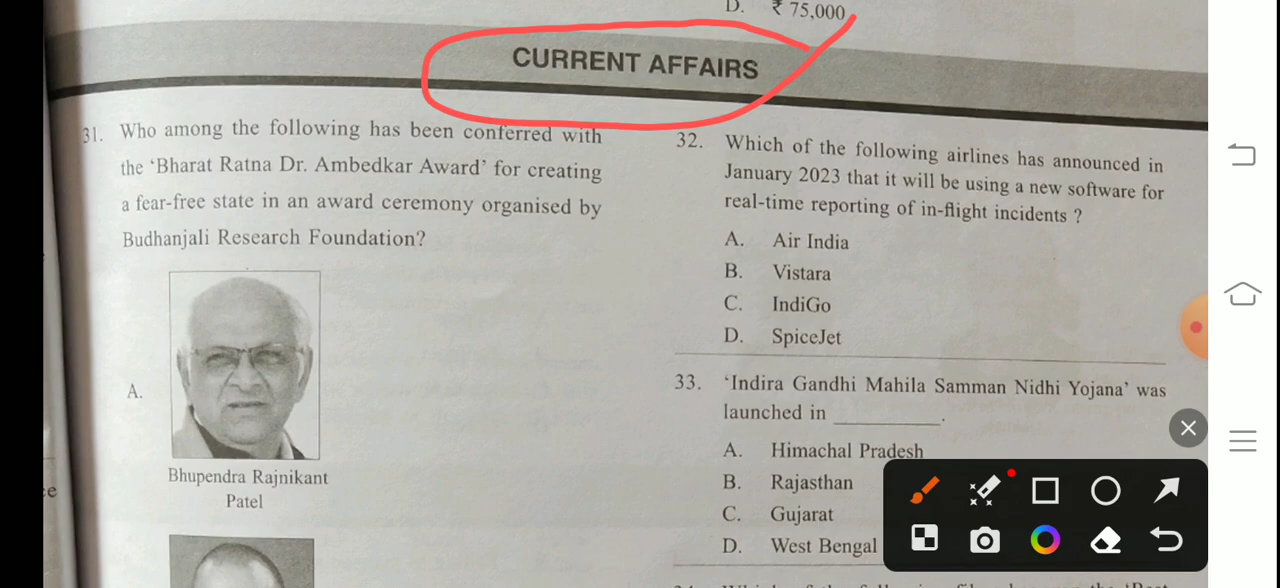 D. ₹ 75,000
CURRENT AFFAIRS
31. Who among the following has been conferred with
the ‘Bharat Ratna Dr. Ambedkar Award’ for creating
a fear-free state in an award ceremony organised by
Budhanjali Research Foundation?
A.
Bhupendra Rajnikant
Patel
32. Which of the following airlines has announced in
January 2023 that it will be using a new software for
real-time reporting of in-flight incidents ?
A. Air India
B. Vistara
C. IndiGo
D. SpiceJet
33. ‘Indira Gandhi Mahila Samman Nidhi Yojana’ was
launched in __________.
A. Himachal Pradesh
B. Rajasthan
C. Gujarat
D. West Bengal